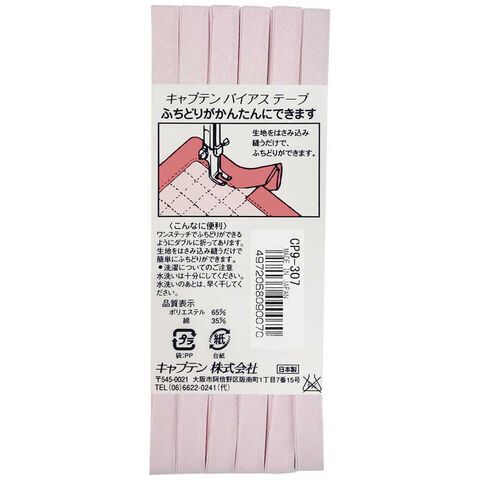 キャプテン バイアス テープ
ふちどりがかんたんにできます
生地をはさみ込み
縫うだけで、
ふちどりができます。
〈こんなに便利〉
ワンステッチでふちどりができる
ようにダブルに折ってあります。
生地をはさみ込み縫うだけで
簡単にふちどりができます。
●洗濯についてのご注意
水洗いは十分にしてください。
水洗いのあとは、早く干してく
ださい。
品質表示
ポリエステル 65%
綿 35%
CP9-307
MADE IN JAPAN
プラ
袋:PP
台紙
キャプテン 株式会社
日本製
〒545-0021 大阪市阿倍野区阪南町1丁目7番15号
TEL (06)6622-0241(代)